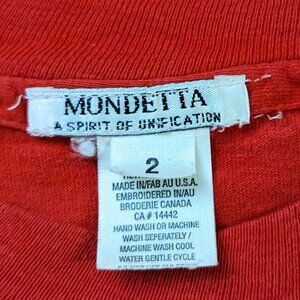 MONDETTA
A SPIRIT OF UNIFICATION
2
MADE IN/FAB AU U.S.A.
EMBROIDERED IN/AU
BRODERIE CANADA
CA # 14442
HAND WASH OR MACHINE
WASH SEPERATELY /
MACHINE WASH COOL
WATER GENTLE CYCLE